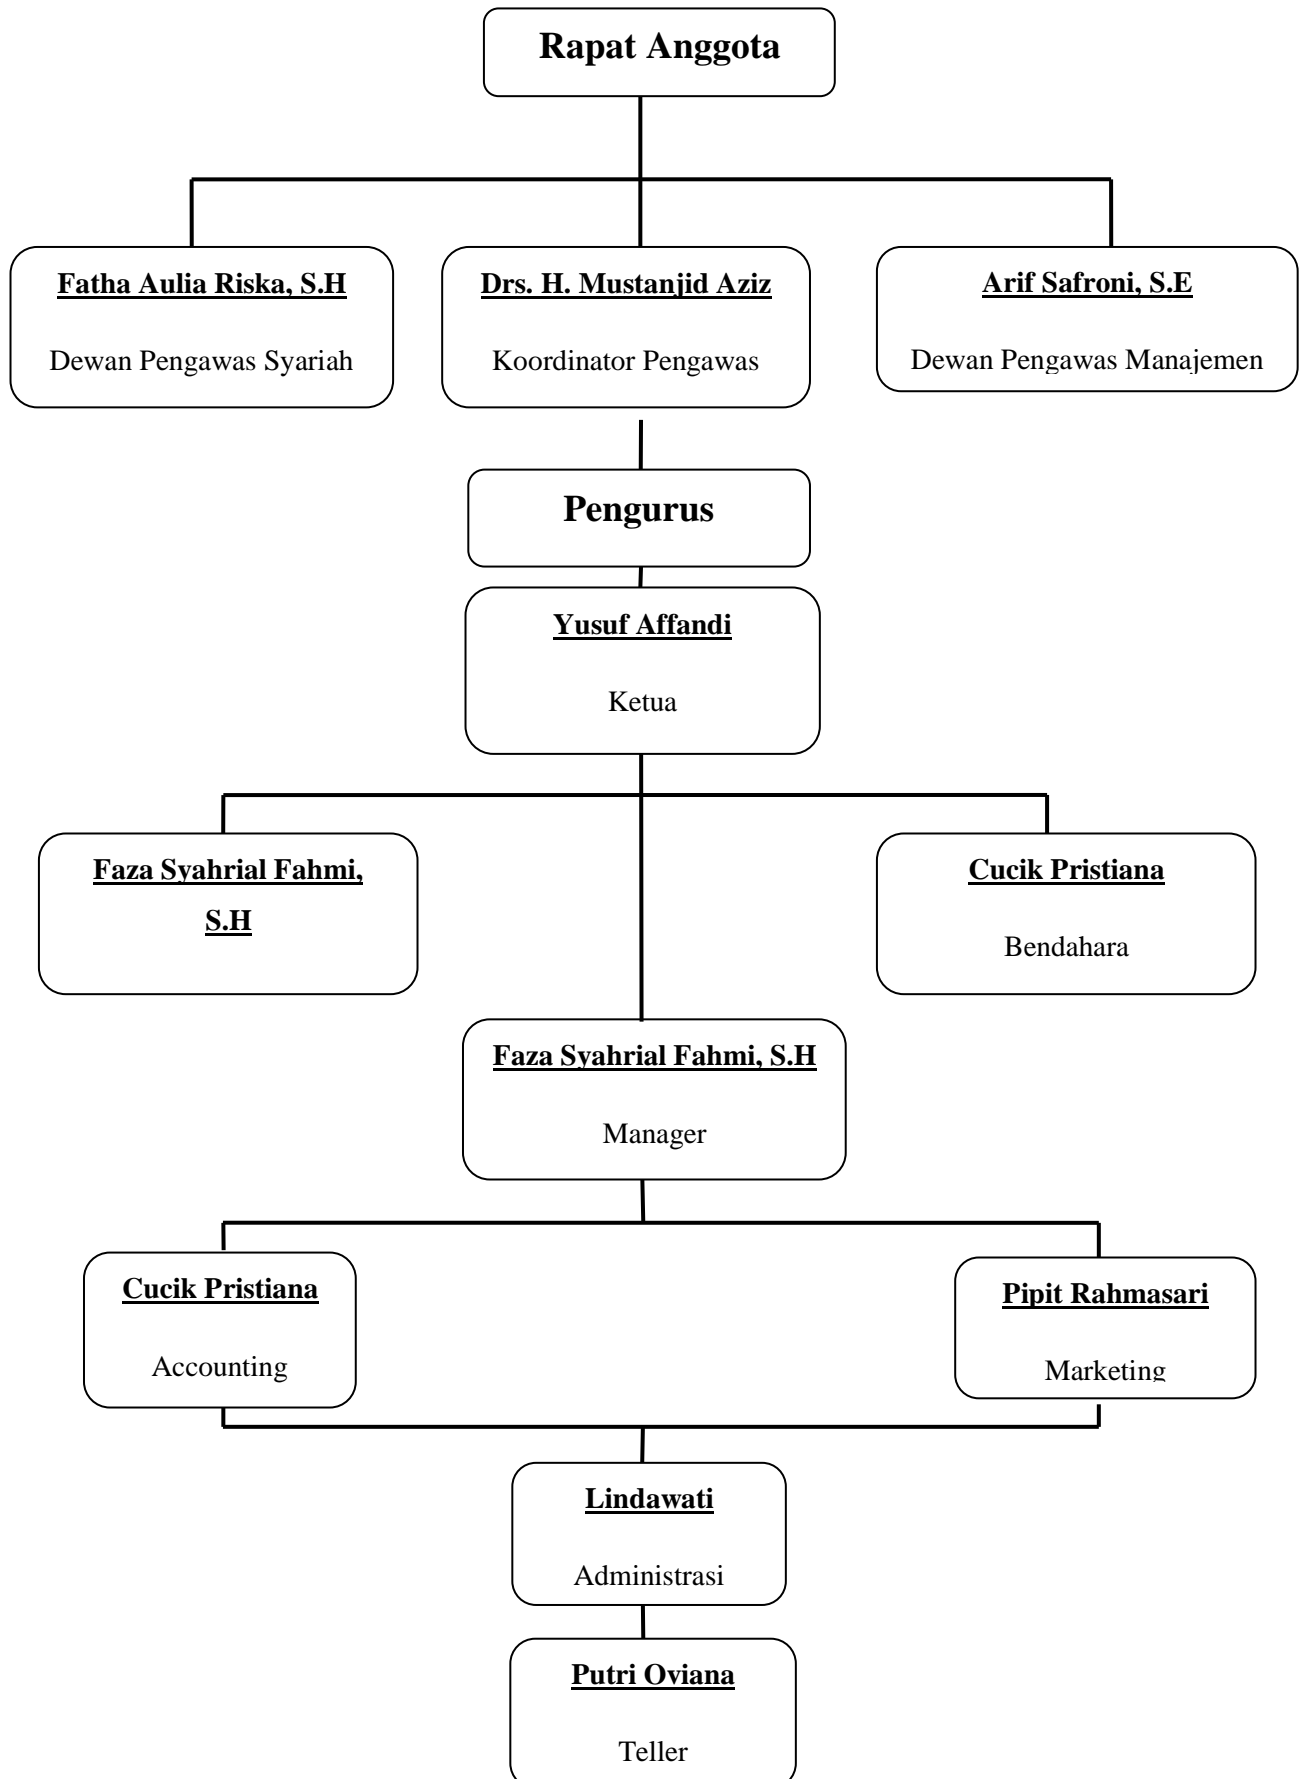 Rapat Anggota
Fatha Aulia Riska, S.H
Dewan Pengawas Syariah
Drs. H. Mustanjid Aziz
Koordinator Pengawas
Arif Safroni, S.E
Dewan Pengawas Manajemen
Pengurus
Yusuf Affandi
Ketua
Faza Syahrial Fahmi,
S.H
Cucik Pristiana
Bendahara
Faza Syahrial Fahmi, S.H
Manager
Cucik Pristiana
Accounting
Pipit Rahmasari
Marketing
Lindawati
Administrasi
Putri Oviana
Teller